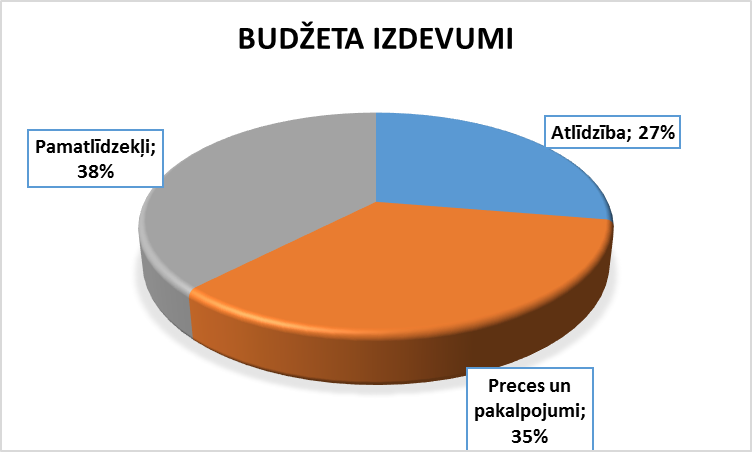 BUDŽETA IZDEVUMI
Atlīdzība; 27%
Pamatlīdzekļi;
38%
Preces un
pakalpojumi;
35%